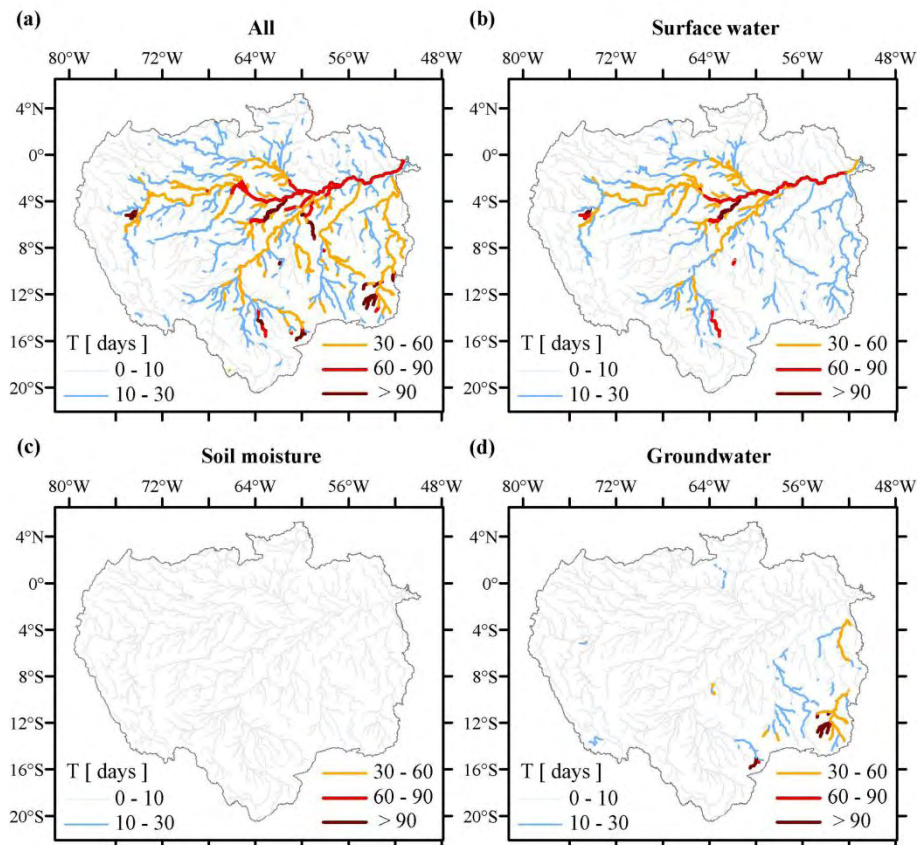 (a) All (b) Surface water
80°W 72°W 64°W 56°W 48°W 80°W 72°W 64°W 56°W 48°W
4°N 4°N
0° 0°
4°S 4°S
8°S 8°S
12°S 12°S
16°S 16°S
20°S 20°S
T [ days ] 30 - 60 T [ days ] 30 - 60
0 - 10 60 - 90 0 - 10 60 - 90
10 - 30 > 90 10 - 30 > 90
(c) Soil moisture (d) Groundwater
80°W 72°W 64°W 56°W 48°W 80°W 72°W 64°W 56°W 48°W
4°N 4°N
0° 0°
4°S 4°S
8°S 8°S
12°S 12°S
16°S 16°S
20°S 20°S
T [ days ] 30 - 60 T [ days ] 30 - 60
0 - 10 60 - 90 0 - 10 60 - 90
10 - 30 > 90 10 - 30 > 90